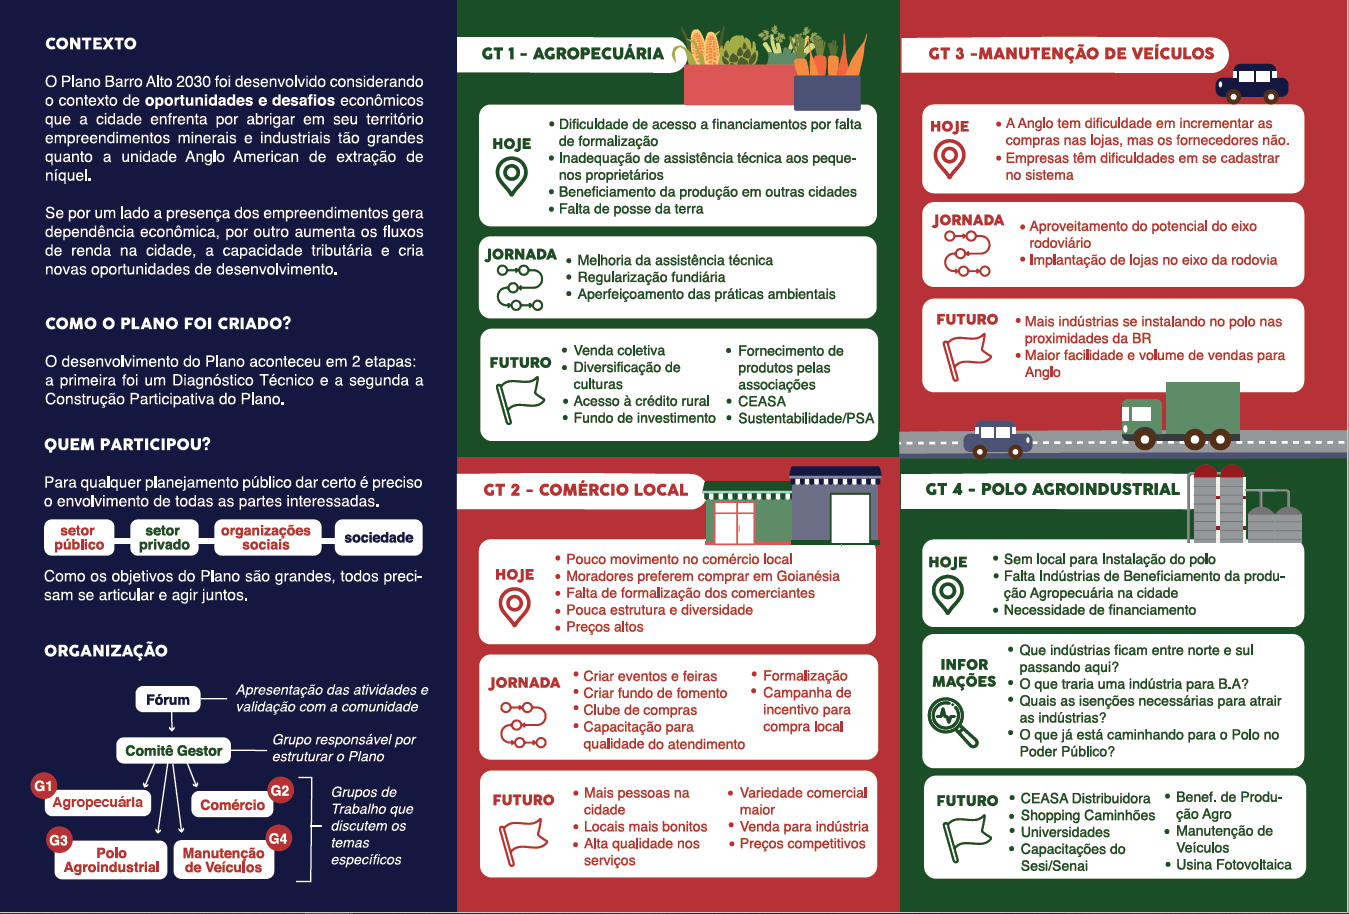 CONTEXTO
O Plano Barro Alto 2030 foi desenvolvido considerando
o contexto de oportunidades e desafios econômicos
que a cidade enfrenta por abrigar em seu território
empreendimentos minerais e industriais tão grandes
quanto a unidade Anglo American de extração de
níquel.
Se por um lado a presença dos empreendimentos gera
dependência econômica, por outro aumenta os fluxos
de renda na cidade, a capacidade tributária e cria
novas oportunidades de desenvolvimento.
COMO O PLANO FOI CRIADO?
O desenvolvimento do Plano aconteceu em 2 etapas:
a primeira foi um Diagnóstico Técnico e a segunda a
Construção Participativa do Plano.
QUEM PARTICIPOU?
Para qualquer planejamento público dar certo é preciso
o envolvimento de todas as partes interessadas.
setor
público
setor
privado
organizações
sociais
sociedade
Como os objetivos do Plano são grandes, todos preci-
sam se articular e agir juntos.
ORGANIZAÇÃO
Fórum
Apresentação das atividades e
validação com a comunidade
Comitê Gestor
Grupo responsável por
estruturar o Plano
G1
Agropecuária
G2
Comércio
G3
Polo
Agroindustrial
G4
Manutenção
de Veículos
Grupos de
Trabalho que
discutem os
temas
específicos
GT 1 - AGROPECUÁRIA
HOJE
• Dificuldade de acesso a financiamentos por falta
de formalização
• Inadequação de assistência técnica aos peque-
nos proprietários
• Beneficiamento da produção em outras cidades
• Falta de posse da terra
JORNADA
• Melhoria da assistência técnica
• Regularização fundiária
• Aperfeiçoamento das práticas ambientais
FUTURO
• Venda coletiva
• Diversificação de
culturas
• Acesso à crédito rural
• Fundo de investimento
• Fornecimento de
produtos pelas
associações
• CEASA
• Sustentabilidade/PSA
GT 2 - COMÉRCIO LOCAL
HOJE
• Pouco movimento no comércio local
• Moradores preferem comprar em Goianésia
• Falta de formalização dos comerciantes
• Pouca estrutura e diversidade
• Preços altos
JORNADA
• Criar eventos e feiras
• Criar fundo de fomento
• Clube de compras
• Capacitação para
qualidade do atendimento
• Formalização
• Campanha de
incentivo para
compra local
FUTURO
• Mais pessoas na
cidade
• Locais mais bonitos
• Alta qualidade nos
serviços
• Variedade comercial
maior
• Venda para indústria
• Preços competitivos
GT 3 -MANUTENÇÃO DE VEÍCULOS
HOJE
• A Anglo tem dificuldade em incrementar as
compras nas lojas, mas os fornecedores não.
• Empresas têm dificuldades em se cadastrar
no sistema
JORNADA
• Aproveitamento do potencial do eixo
rodoviário
• Implantação de lojas no eixo da rodovia
FUTURO
• Mais indústrias se instalando no polo nas
proximidades da BR
• Maior facilidade e volume de vendas para
Anglo
GT 4 - POLO AGROINDUSTRIAL
HOJE
• Sem local para Instalação do polo
• Falta Indústrias de Beneficiamento da produ-
ção Agropecuária na cidade
• Necessidade de financiamento
INFOR
MAÇÕES
• Que indústrias ficam entre norte e sul
passando aqui?
• O que traria uma indústria para B.A?
• Quais as isenções necessárias para atrair
as indústrias?
• O que já está caminhando para o Polo no
Poder Público?
FUTURO
• CEASA Distribuidora
• Shopping Caminhões
• Universidades
• Capacitações do
Sesi/Senai
• Benef. de Produ-
ção Agro
• Manutenção de
Veículos
• Usina Fotovoltaica